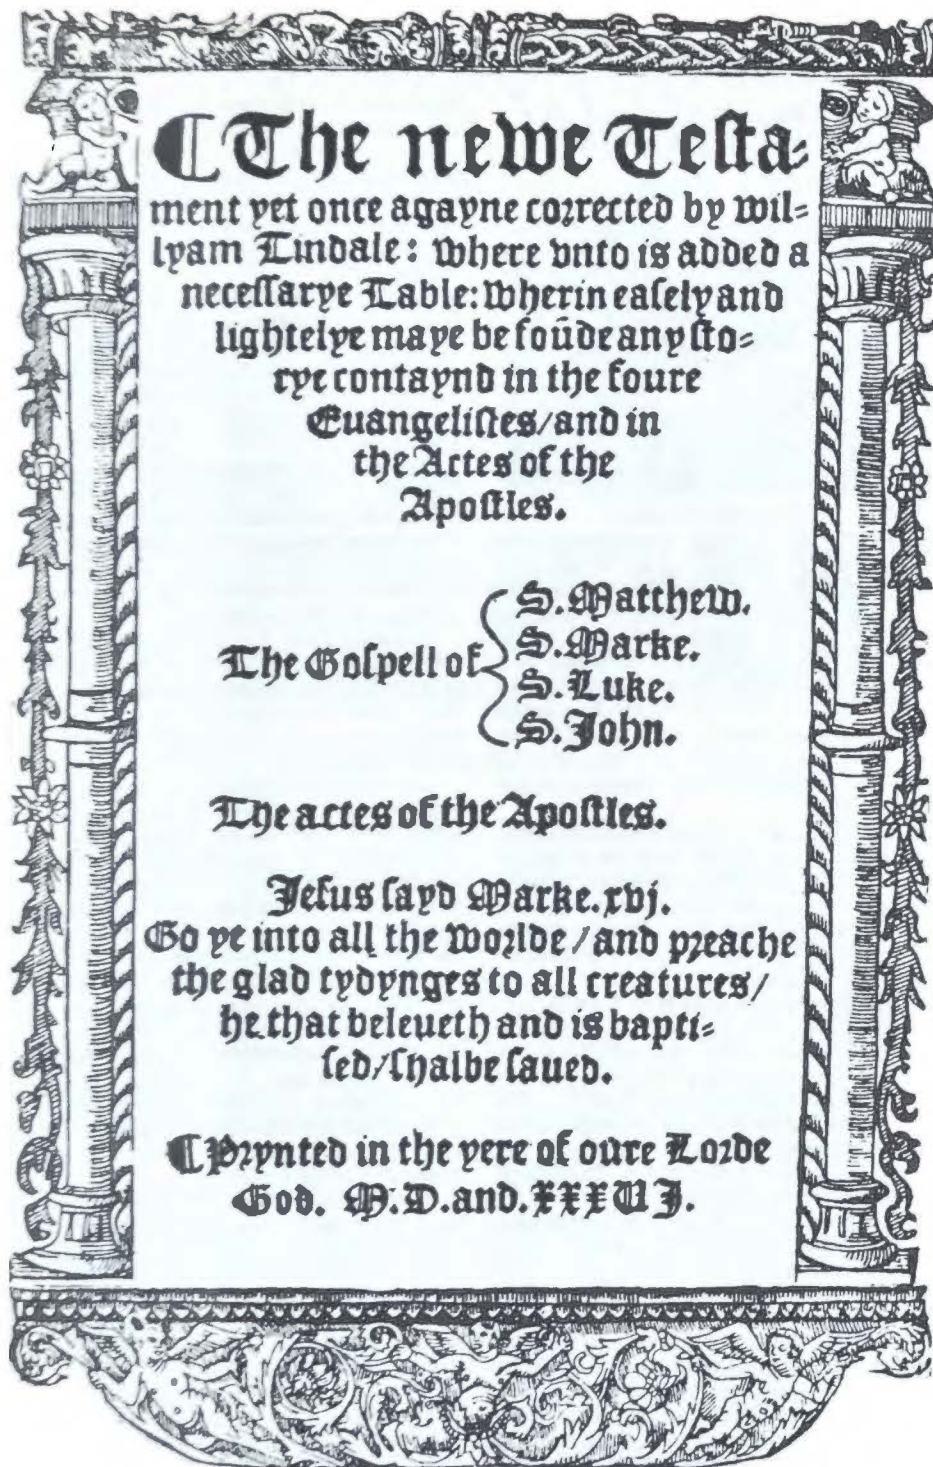 ¶ The newe Testa⸗
ment yet once agayne corrected by Wil⸗
lyam Tindale: Where vnto is added a
necessarye Table: Wherin easely and
lightelye maye be foūde any sto⸗
rye contaynd in the foure
Euangelistes/and in
the Actes of the
Apostles.
The Gospell of
S.Matthew.
S.Marke.
S.Luke.
S.John.
The actes of the Apostles.
Jesus sayd Marke.xvj.
Go ye into all the worlde/and preache
the glad tydynges to all creatures/
he that beleueth and is bapti⸗
sed/shalbe saued.
¶ Prynted in the yere of oure Lorde
God. M.D.and.XXXVJ.